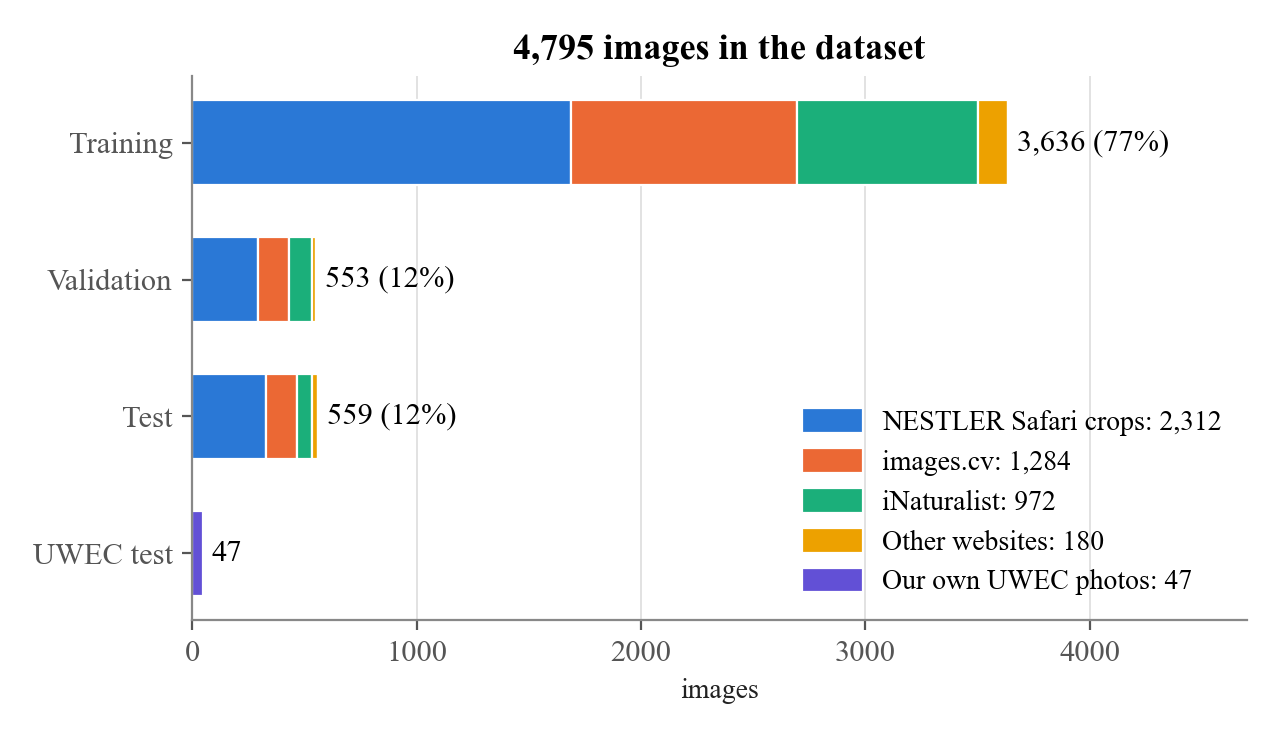 4,795 images in the dataset
Training
3,636 (77%)
Validation
553 (12%)
Test
559 (12%)
UWEC test
47
NESTLER Safari crops: 2,312
images.cv: 1,284
iNaturalist: 972
Other websites: 180
Our own UWEC photos: 47
0 1000 2000 3000 4000
images